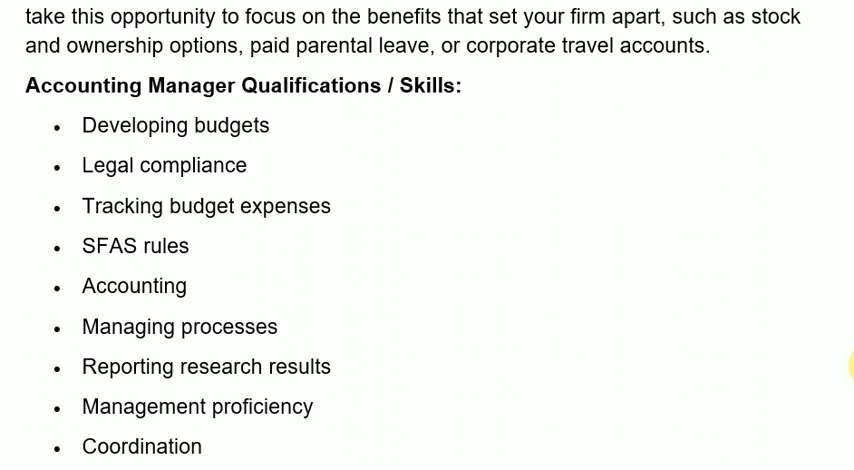 take this opportunity to focus on the benefits that set your firm apart, such as stock
and ownership options, paid parental leave, or corporate travel accounts.
Accounting Manager Qualifications / Skills:
• Developing budgets
• Legal compliance
• Tracking budget expenses
• SFAS rules
• Accounting
• Managing processes
• Reporting research results
• Management proficiency
• Coordination